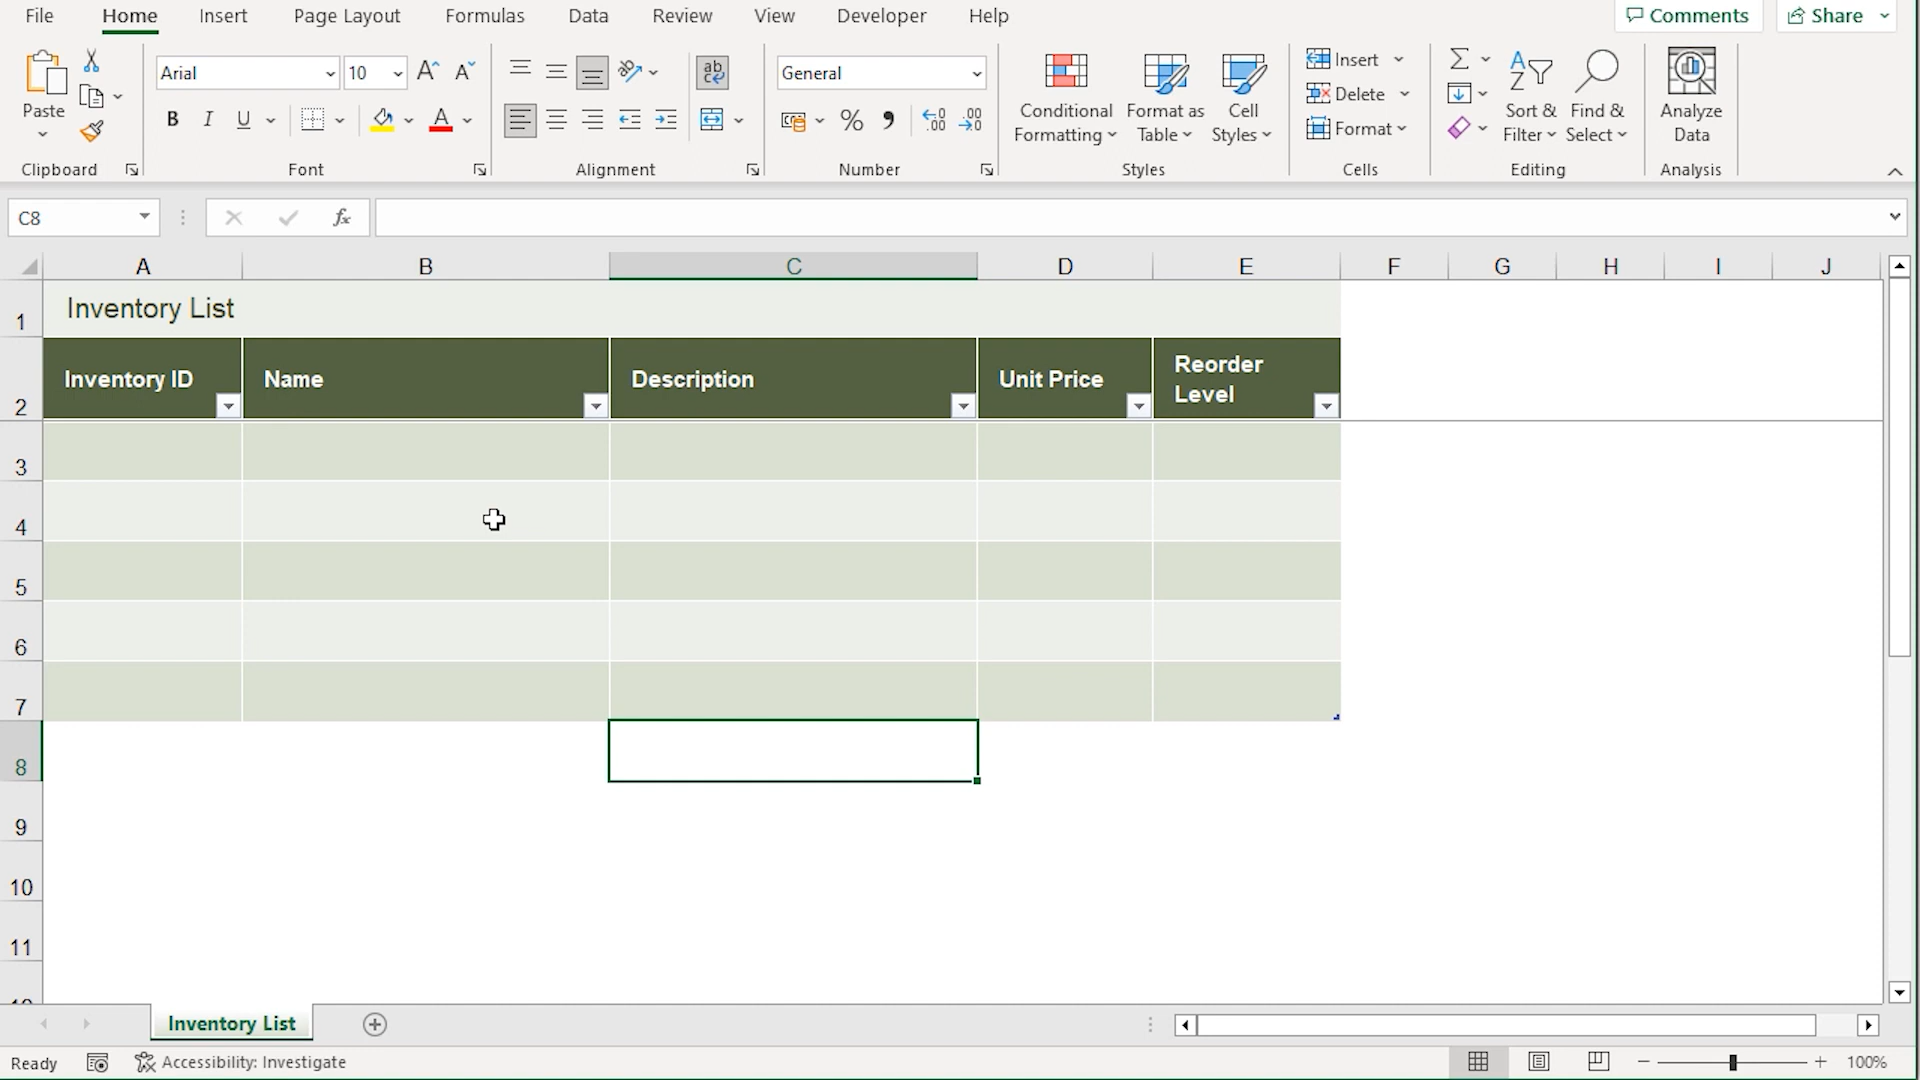 File Home Insert Page Layout Formulas Data Review View Developer Help Comments Share
Arial 10 ab General Insert
Paste Conditional Format as Cell Delete Sort & Find & Analyze
B I U A % Formatting Table Styles Format Filter Select Data
Clipboard Font Alignment Number Styles Cells Editing Analysis
C8 fx
A B C D E F G H I J
1 Inventory List
2 Inventory ID Name Description Unit Price Reorder
Level
3
4
5
6
7
8
9
10
11
Inventory List
Ready Accessibility: Investigate 100%